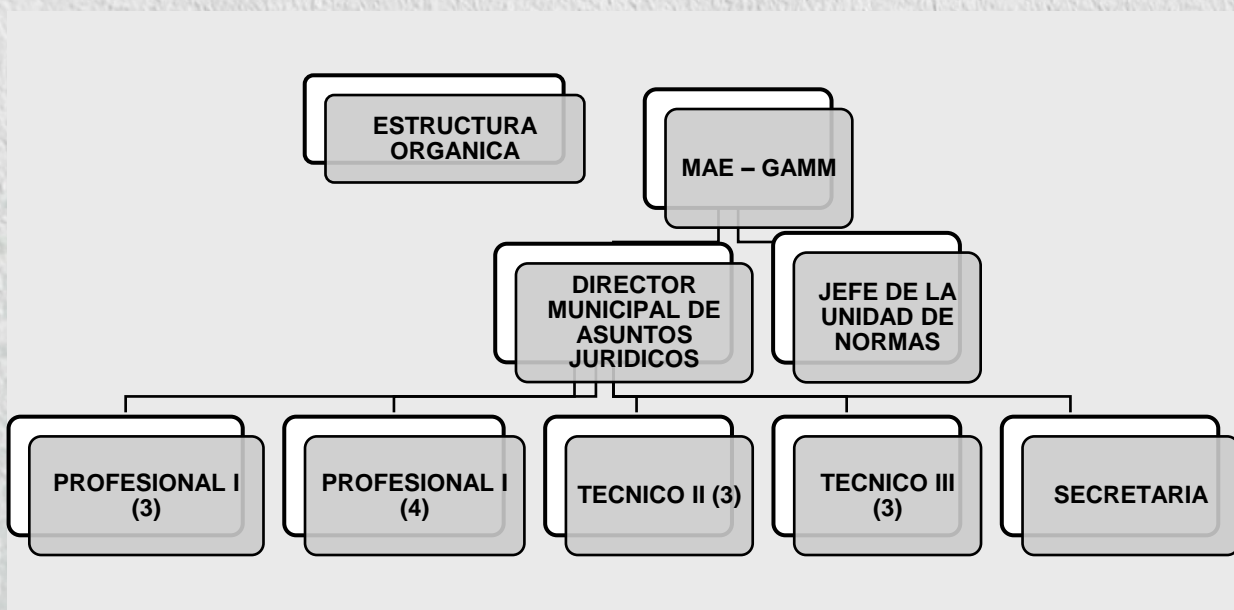 ESTRUCTURA
ORGANICA
MAE – GAMM
DIRECTOR
MUNICIPAL DE
ASUNTOS
JURIDICOS
JEFE DE LA
UNIDAD DE
NORMAS
PROFESIONAL I
(3)
PROFESIONAL I
(4)
TECNICO II (3)
TECNICO III
(3)
SECRETARIA